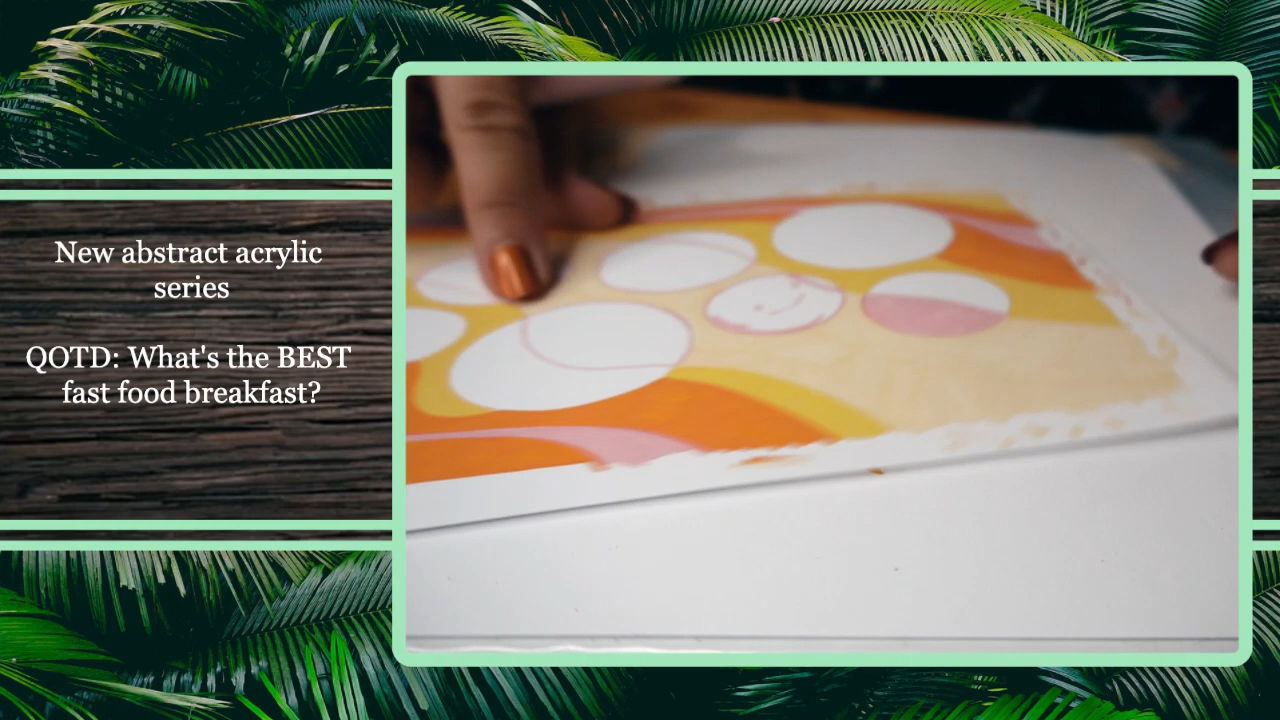 New abstract acrylic
series
QOTD: What's the BEST
fast food breakfast?